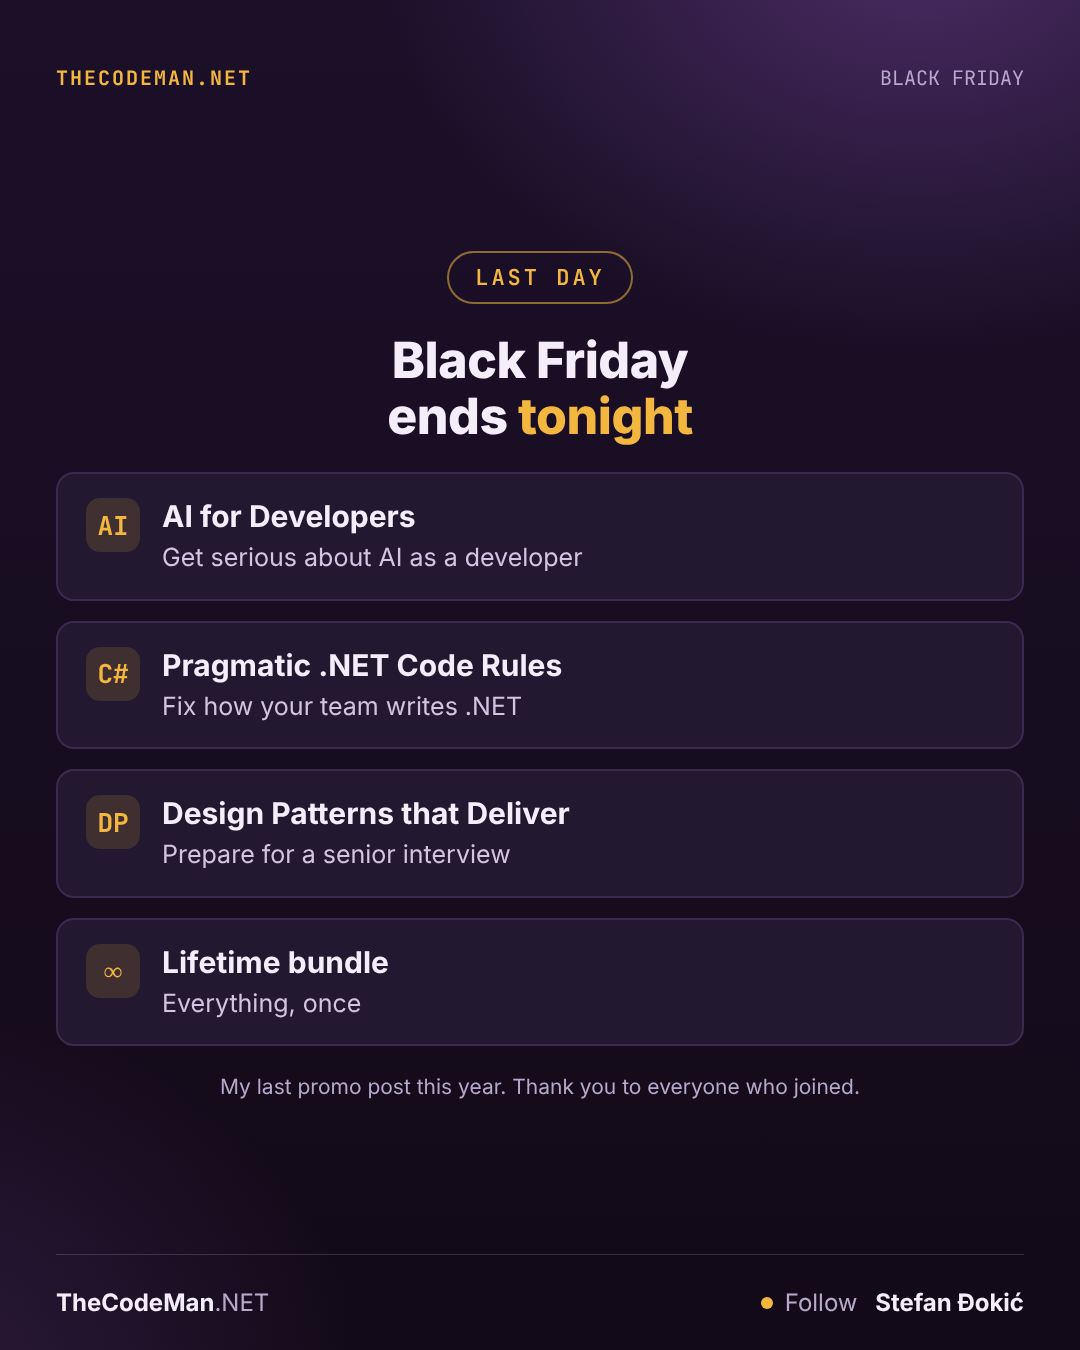 THECODEMAN.NET
BLACK FRIDAY
LAST DAY
Black Friday
ends tonight
AI
AI for Developers
Get serious about AI as a developer
C#
Pragmatic .NET Code Rules
Fix how your team writes .NET
DP
Design Patterns that Deliver
Prepare for a senior interview
∞
Lifetime bundle
Everything, once
My last promo post this year. Thank you to everyone who joined.
TheCodeMan.NET
Follow Stefan Đokić